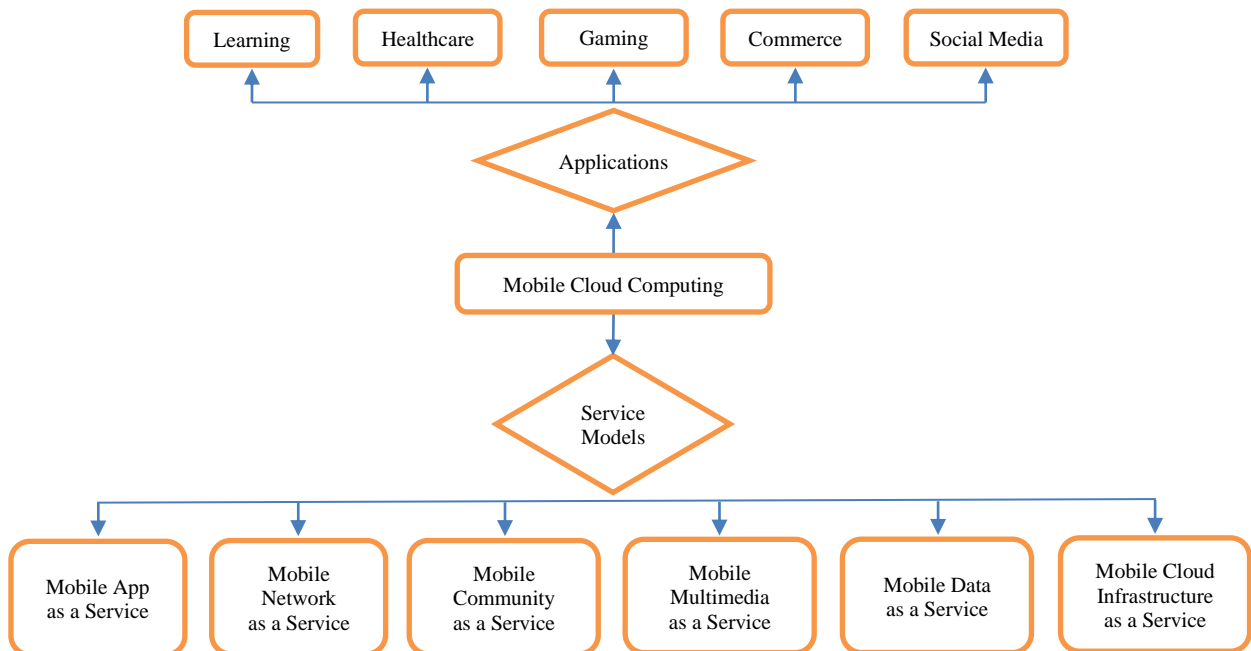 Learning
Healthcare
Gaming
Commerce
Social Media
Applications
Mobile Cloud Computing
Service
Models
Mobile App
as a Service
Mobile
Network
as a Service
Mobile
Community
as a Service
Mobile
Multimedia
as a Service
Mobile Data
as a Service
Mobile Cloud
Infrastructure
as a Service